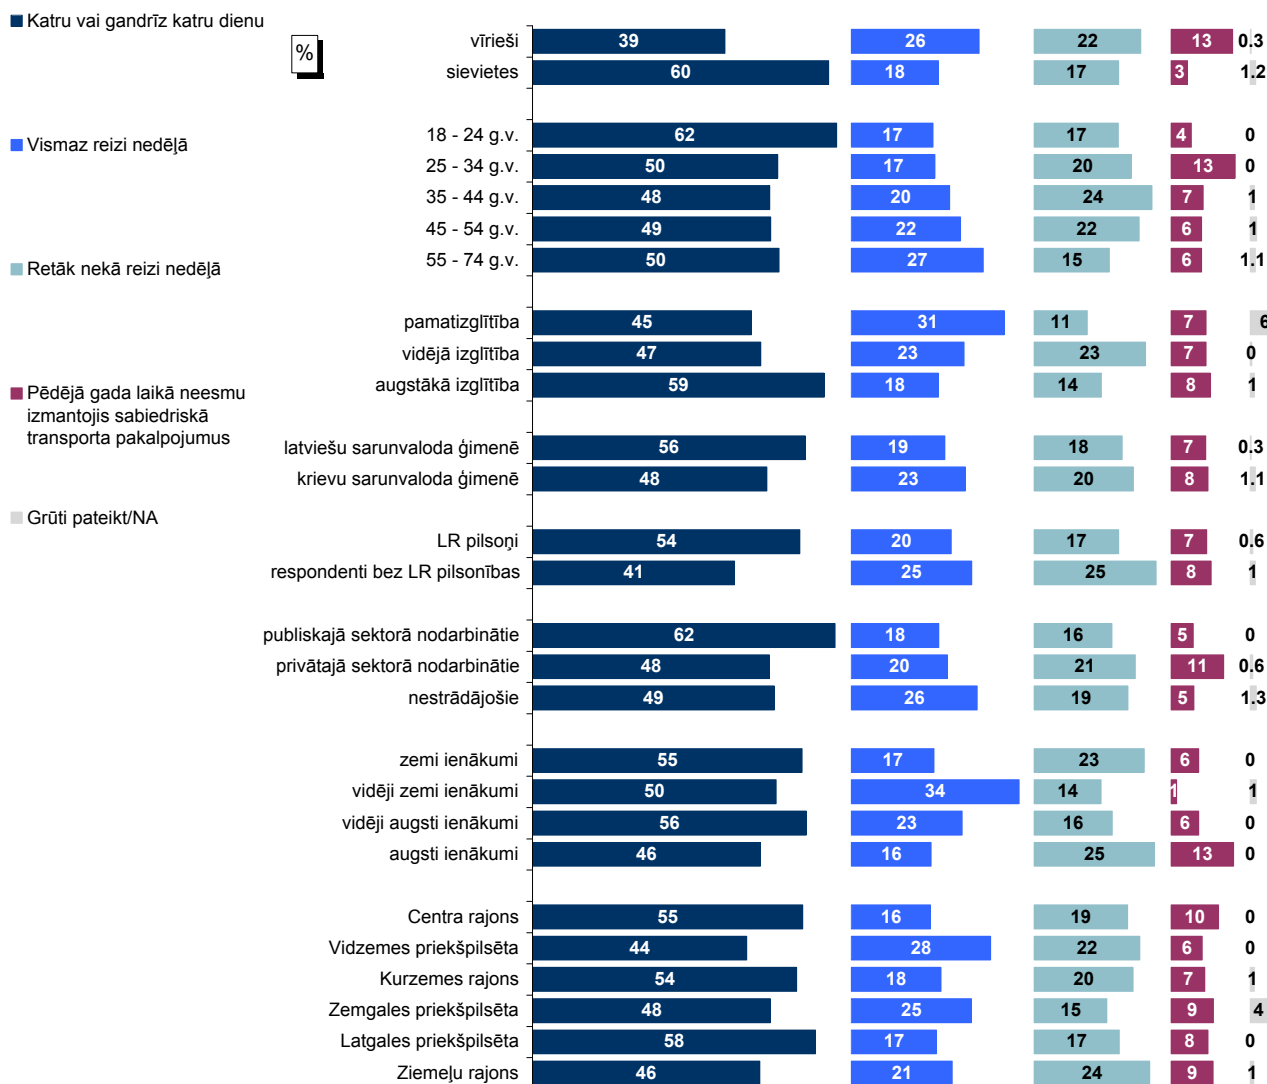 Katru vai gandrīz katru dienu
%
Vismaz reizi nedēļā
Retāk nekā reizi nedēļā
Pēdējā gada laikā neesmu
izmantojis sabiedriskā
transporta pakalpojumus
Grūti pateikt/NA
vīrieši 39 26 22 13 0.3
sievietes 60 18 17 3 1.2
18 - 24 g.v. 62 17 17 4 0
25 - 34 g.v. 50 17 20 13 0
35 - 44 g.v. 48 20 24 7 1
45 - 54 g.v. 49 22 22 6 1
55 - 74 g.v. 50 27 15 6 1.1
pamatizglītība 45 31 11 7 6
vidējā izglītība 47 23 23 7 0
augstākā izglītība 59 18 14 8 1
latviešu sarunvaloda ģimenē 56 19 18 7 0.3
krievu sarunvaloda ģimenē 48 23 20 8 1.1
LR pilsoņi 54 20 17 7 0.6
respondenti bez LR pilsonības 41 25 25 8 1
publiskajā sektorā nodarbinātie 62 18 16 5 0
privātajā sektorā nodarbinātie 48 20 21 11 0.6
nestrādājošie 49 26 19 5 1.3
zemi ienākumi 55 17 23 6 0
vidēji zemi ienākumi 50 34 14 1 1
vidēji augsti ienākumi 56 23 16 6 0
augsti ienākumi 46 16 25 13 0
Centra rajons 55 16 19 10 0
Vidzemes priekšpilsēta 44 28 22 6 0
Kurzemes rajons 54 18 20 7 1
Zemgales priekšpilsēta 48 25 15 9 4
Latgales priekšpilsēta 58 17 17 8 0
Ziemeļu rajons 46 21 24 9 1